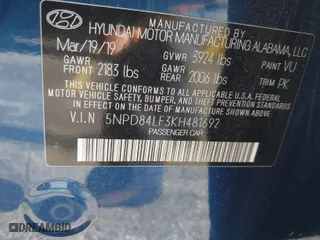 MANUFACTURED BY
HYUNDAI MOTOR MANUFACTURING ALABAMA, LLC
Mar/19/19
GVWR 3924 lbs
PAINT VU
GAWR FRONT 2183 lbs
GAWR REAR 2006 lbs
TRIM PK
THIS VEHICLE CONFORMS TO ALL APPLICABLE U.S.A. FEDERAL
MOTOR VEHICLE SAFETY, BUMPER, AND THEFT PREVENTION
STANDARDS IN EFFECT ON THE DATE OF MANUFACTURE SHOWN ABOVE.
V.I.N 5NPD84LF3KH481692
PASSENGER CAR
DREAMBID.COM